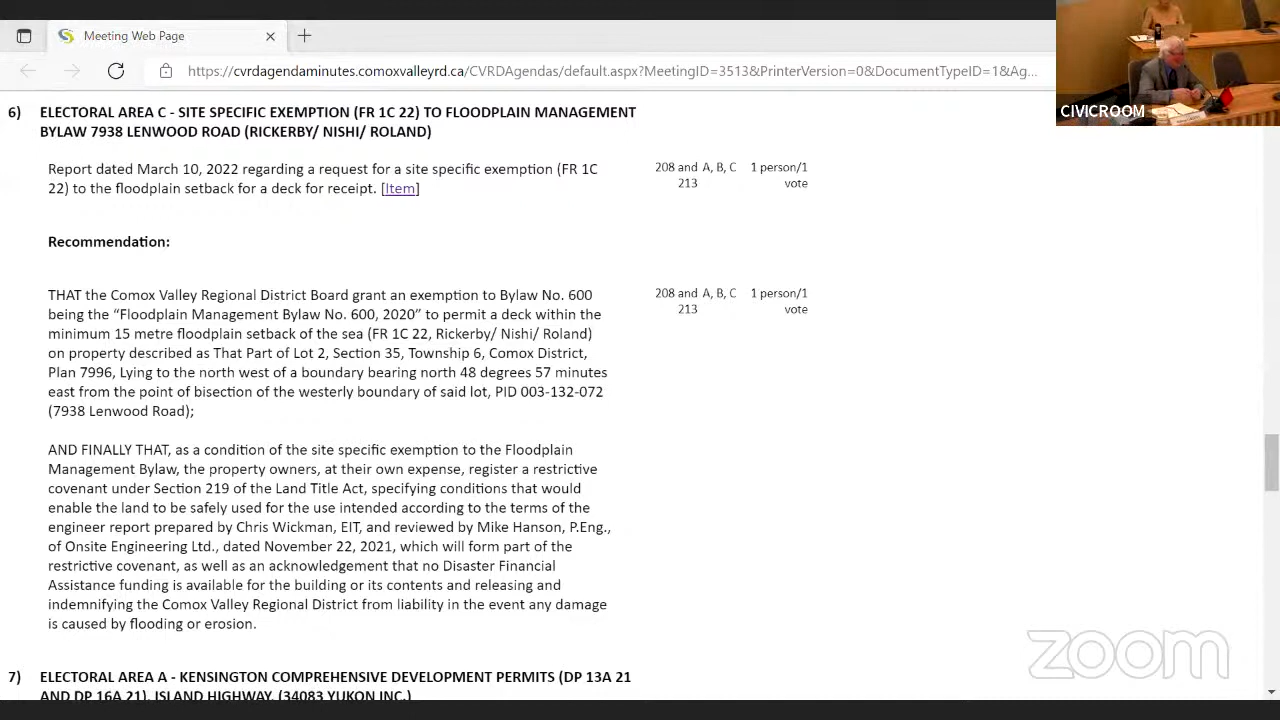 Meeting Web Page
https://cvrdagendaminutes.comoxvalleyrd.ca/CVRDAgendas/default.aspx?MeetingID=3513&PrinterVersion=0&DocumentTypeID=1&Ag...
CIVICROOM
6) ELECTORAL AREA C - SITE SPECIFIC EXEMPTION (FR 1C 22) TO FLOODPLAIN MANAGEMENT
BYLAW 7938 LENWOOD ROAD (RICKERBY/ NISHI/ ROLAND)
Report dated March 10, 2022 regarding a request for a site specific exemption (FR 1C 208 and A, B, C 1 person/1
22) to the floodplain setback for a deck for receipt. [Item] 213 vote
Recommendation:
THAT the Comox Valley Regional District Board grant an exemption to Bylaw No. 600 208 and A, B, C 1 person/1
being the “Floodplain Management Bylaw No. 600, 2020” to permit a deck within the 213 vote
minimum 15 metre floodplain setback of the sea (FR 1C 22, Rickerby/ Nishi/ Roland)
on property described as That Part of Lot 2, Section 35, Township 6, Comox District,
Plan 7996, Lying to the north west of a boundary bearing north 48 degrees 57 minutes
east from the point of bisection of the westerly boundary of said lot, PID 003-132-072
(7938 Lenwood Road);
AND FINALLY THAT, as a condition of the site specific exemption to the Floodplain
Management Bylaw, the property owners, at their own expense, register a restrictive
covenant under Section 219 of the Land Title Act, specifying conditions that would
enable the land to be safely used for the use intended according to the terms of the
engineer report prepared by Chris Wickman, EIT, and reviewed by Mike Hanson, P.Eng.,
of Onsite Engineering Ltd., dated November 22, 2021, which will form part of the
restrictive covenant, as well as an acknowledgement that no Disaster Financial
Assistance funding is available for the building or its contents and releasing and
indemnifying the Comox Valley Regional District from liability in the event any damage
is caused by flooding or erosion.
zoom
7) ELECTORAL AREA A - KENSINGTON COMPREHENSIVE DEVELOPMENT PERMITS (DP 13A 21
AND DP 16A 21), ISLAND HIGHWAY, (34083 YUKON INC.)